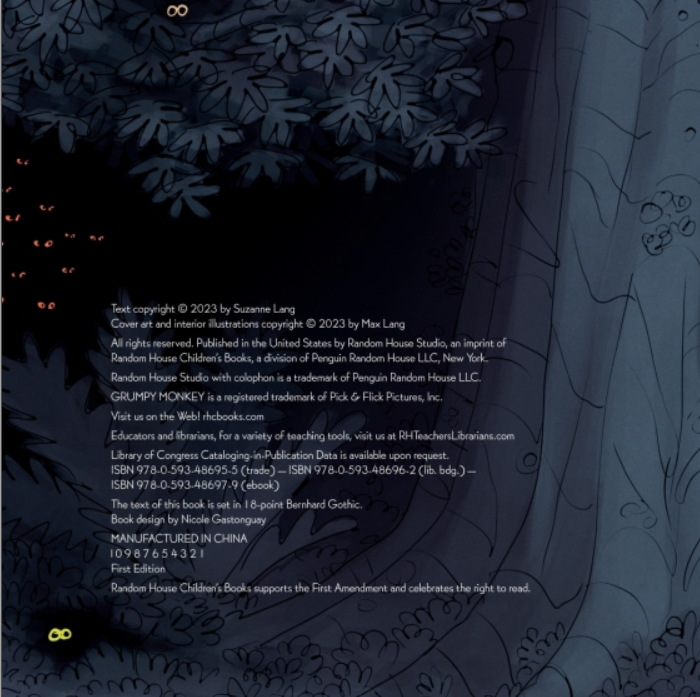 Text copyright © 2023 by Suzanne Lang
Cover art and interior illustrations copyright © 2023 by Max Lang
All rights reserved. Published in the United States by Random House Studio, an imprint of
Random House Children's Books, a division of Penguin Random House LLC, New York.
Random House Studio with colophon is a trademark of Penguin Random House LLC.
GRUMPY MONKEY is a registered trademark of Pick & Flick Pictures, Inc.
Visit us on the Web! rhcbooks.com
Educators and librarians, for a variety of teaching tools, visit us at RHTeachersLibrarians.com
Library of Congress Cataloging-in-Publication Data is available upon request.
ISBN 978-0-593-48695-5 (trade) — ISBN 978-0-593-48696-2 (lib. bdg.) —
ISBN 978-0-593-48697-9 (ebook)
The text of this book is set in 18-point Bernhard Gothic.
Book design by Nicole Gastonguay
MANUFACTURED IN CHINA
10 9 8 7 6 5 4 3 2 1
First Edition
Random House Children's Books supports the First Amendment and celebrates the right to read.